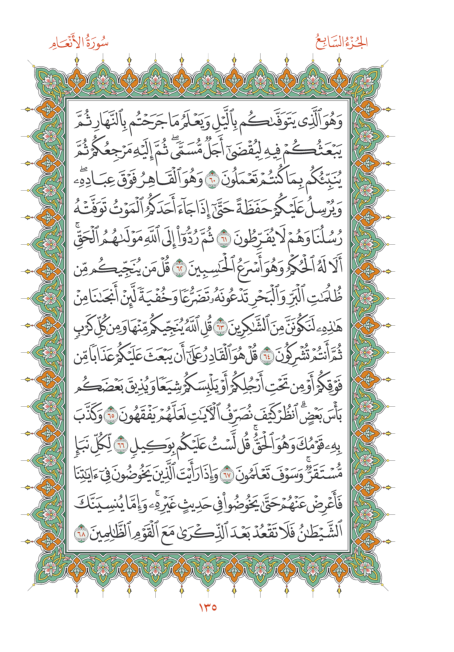 الجُزْءُ السَّابِعُ
سُورَةُ الأَنْعَامِ
وَهُوَ ٱلَّذِي يَتَوَفَّىٰكُم بِٱلَّيْلِ وَيَعْلَمُ مَا جَرَحْتُم بِٱلنَّهَارِ ثُمَّ
يَبْعَثُكُمْ فِيهِ لِيُقْضَىٰٓ أَجَلٌ مُّسَمًّىۖ ثُمَّ إِلَيْهِ مَرْجِعُكُمْ ثُمَّ
يُنَبِّئُكُم بِمَا كُنتُمْ تَعْمَلُونَ ٦٠ وَهُوَ ٱلْقَاهِرُ فَوْقَ عِبَادِهِۦۖ
وَيُرْسِلُ عَلَيْكُمْ حَفَظَةً حَتَّىٰٓ إِذَا جَآءَ أَحَدَكُمُ ٱلْمَوْتُ تَوَفَّتْهُ
رُسُلُنَا وَهُمْ لَا يُفَرِّطُونَ ٦١ ثُمَّ رُدُّوٓاْ إِلَى ٱللَّهِ مَوْلَىٰهُمُ ٱلْحَقِّۚ
أَلَا لَهُ ٱلْحُكْمُ وَهُوَ أَسْرَعُ ٱلْحَٰسِبِينَ ٦٢ قُلْ مَن يُنَجِّيكُم مِّن
ظُلُمَٰتِ ٱلْبَرِّ وَٱلْبَحْرِ تَدْعُونَهُۥ تَضَرُّعًا وَخُفْيَةً لَّئِنْ أَنجَىٰنَا مِنْ
هَٰذِهِۦ لَنَكُونَنَّ مِنَ ٱلشَّٰكِرِينَ ٦٣ قُلِ ٱللَّهُ يُنَجِّيكُم مِّنْهَا وَمِن كُلِّ كَرْبٍ
ثُمَّ أَنتُمْ تُشْرِكُونَ ٦٤ قُلْ هُوَ ٱلْقَادِرُ عَلَىٰٓ أَن يَبْعَثَ عَلَيْكُمْ عَذَابًا مِّن
فَوْقِكُمْ أَوْ مِن تَحْتِ أَرْجُلِكُمْ أَوْ يَلْبِسَكُمْ شِيَعًا وَيُذِيقَ بَعْضَكُم
بَأْسَ بَعْضٍۗ ٱنظُرْ كَيْفَ نُصَرِّفُ ٱلْأٓيَٰتِ لَعَلَّهُمْ يَفْقَهُونَ ٦٥ وَكَذَّبَ
بِهِۦ قَوْمُكَ وَهُوَ ٱلْحَقُّۚ قُل لَّسْتُ عَلَيْكُم بِوَكِيلٍ ٦٦ لِّكُلِّ نَبَإٍ
مُّسْتَقَرٌّۚ وَسَوْفَ تَعْلَمُونَ ٦٧ وَإِذَا رَأَيْتَ ٱلَّذِينَ يَخُوضُونَ فِيٓ ءَايَٰتِنَا
فَأَعْرِضْ عَنْهُمْ حَتَّىٰ يَخُوضُواْ فِي حَدِيثٍ غَيْرِهِۦۚ وَإِمَّا يُنسِيَنَّكَ
ٱلشَّيْطَٰنُ فَلَا تَقْعُدْ بَعْدَ ٱلذِّكْرَىٰ مَعَ ٱلْقَوْمِ ٱلظَّٰلِمِينَ ٦٨
١٣٥